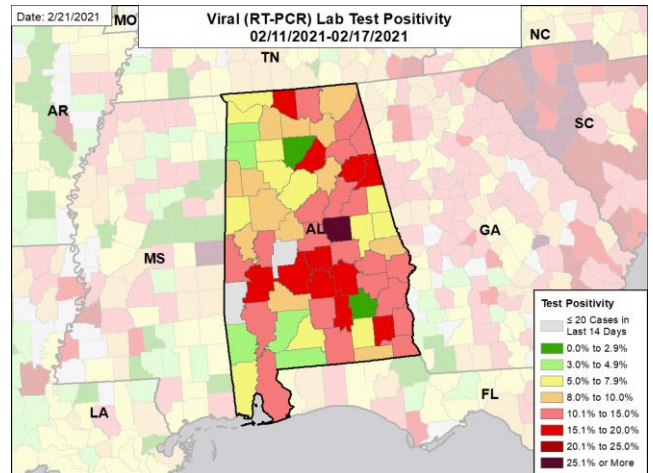 Date: 2/21/2021
Viral (RT-PCR) Lab Test Positivity
02/11/2021-02/17/2021
MO
TN
NC
AR
SC
AL
GA
MS
LA
FL
Test Positivity
≤ 20 Cases in
Last 14 Days
0.0% to 2.9%
3.0% to 4.9%
5.0% to 7.9%
8.0% to 10.0%
10.1% to 15.0%
15.1% to 20.0%
20.1% to 25.0%
25.1% or More